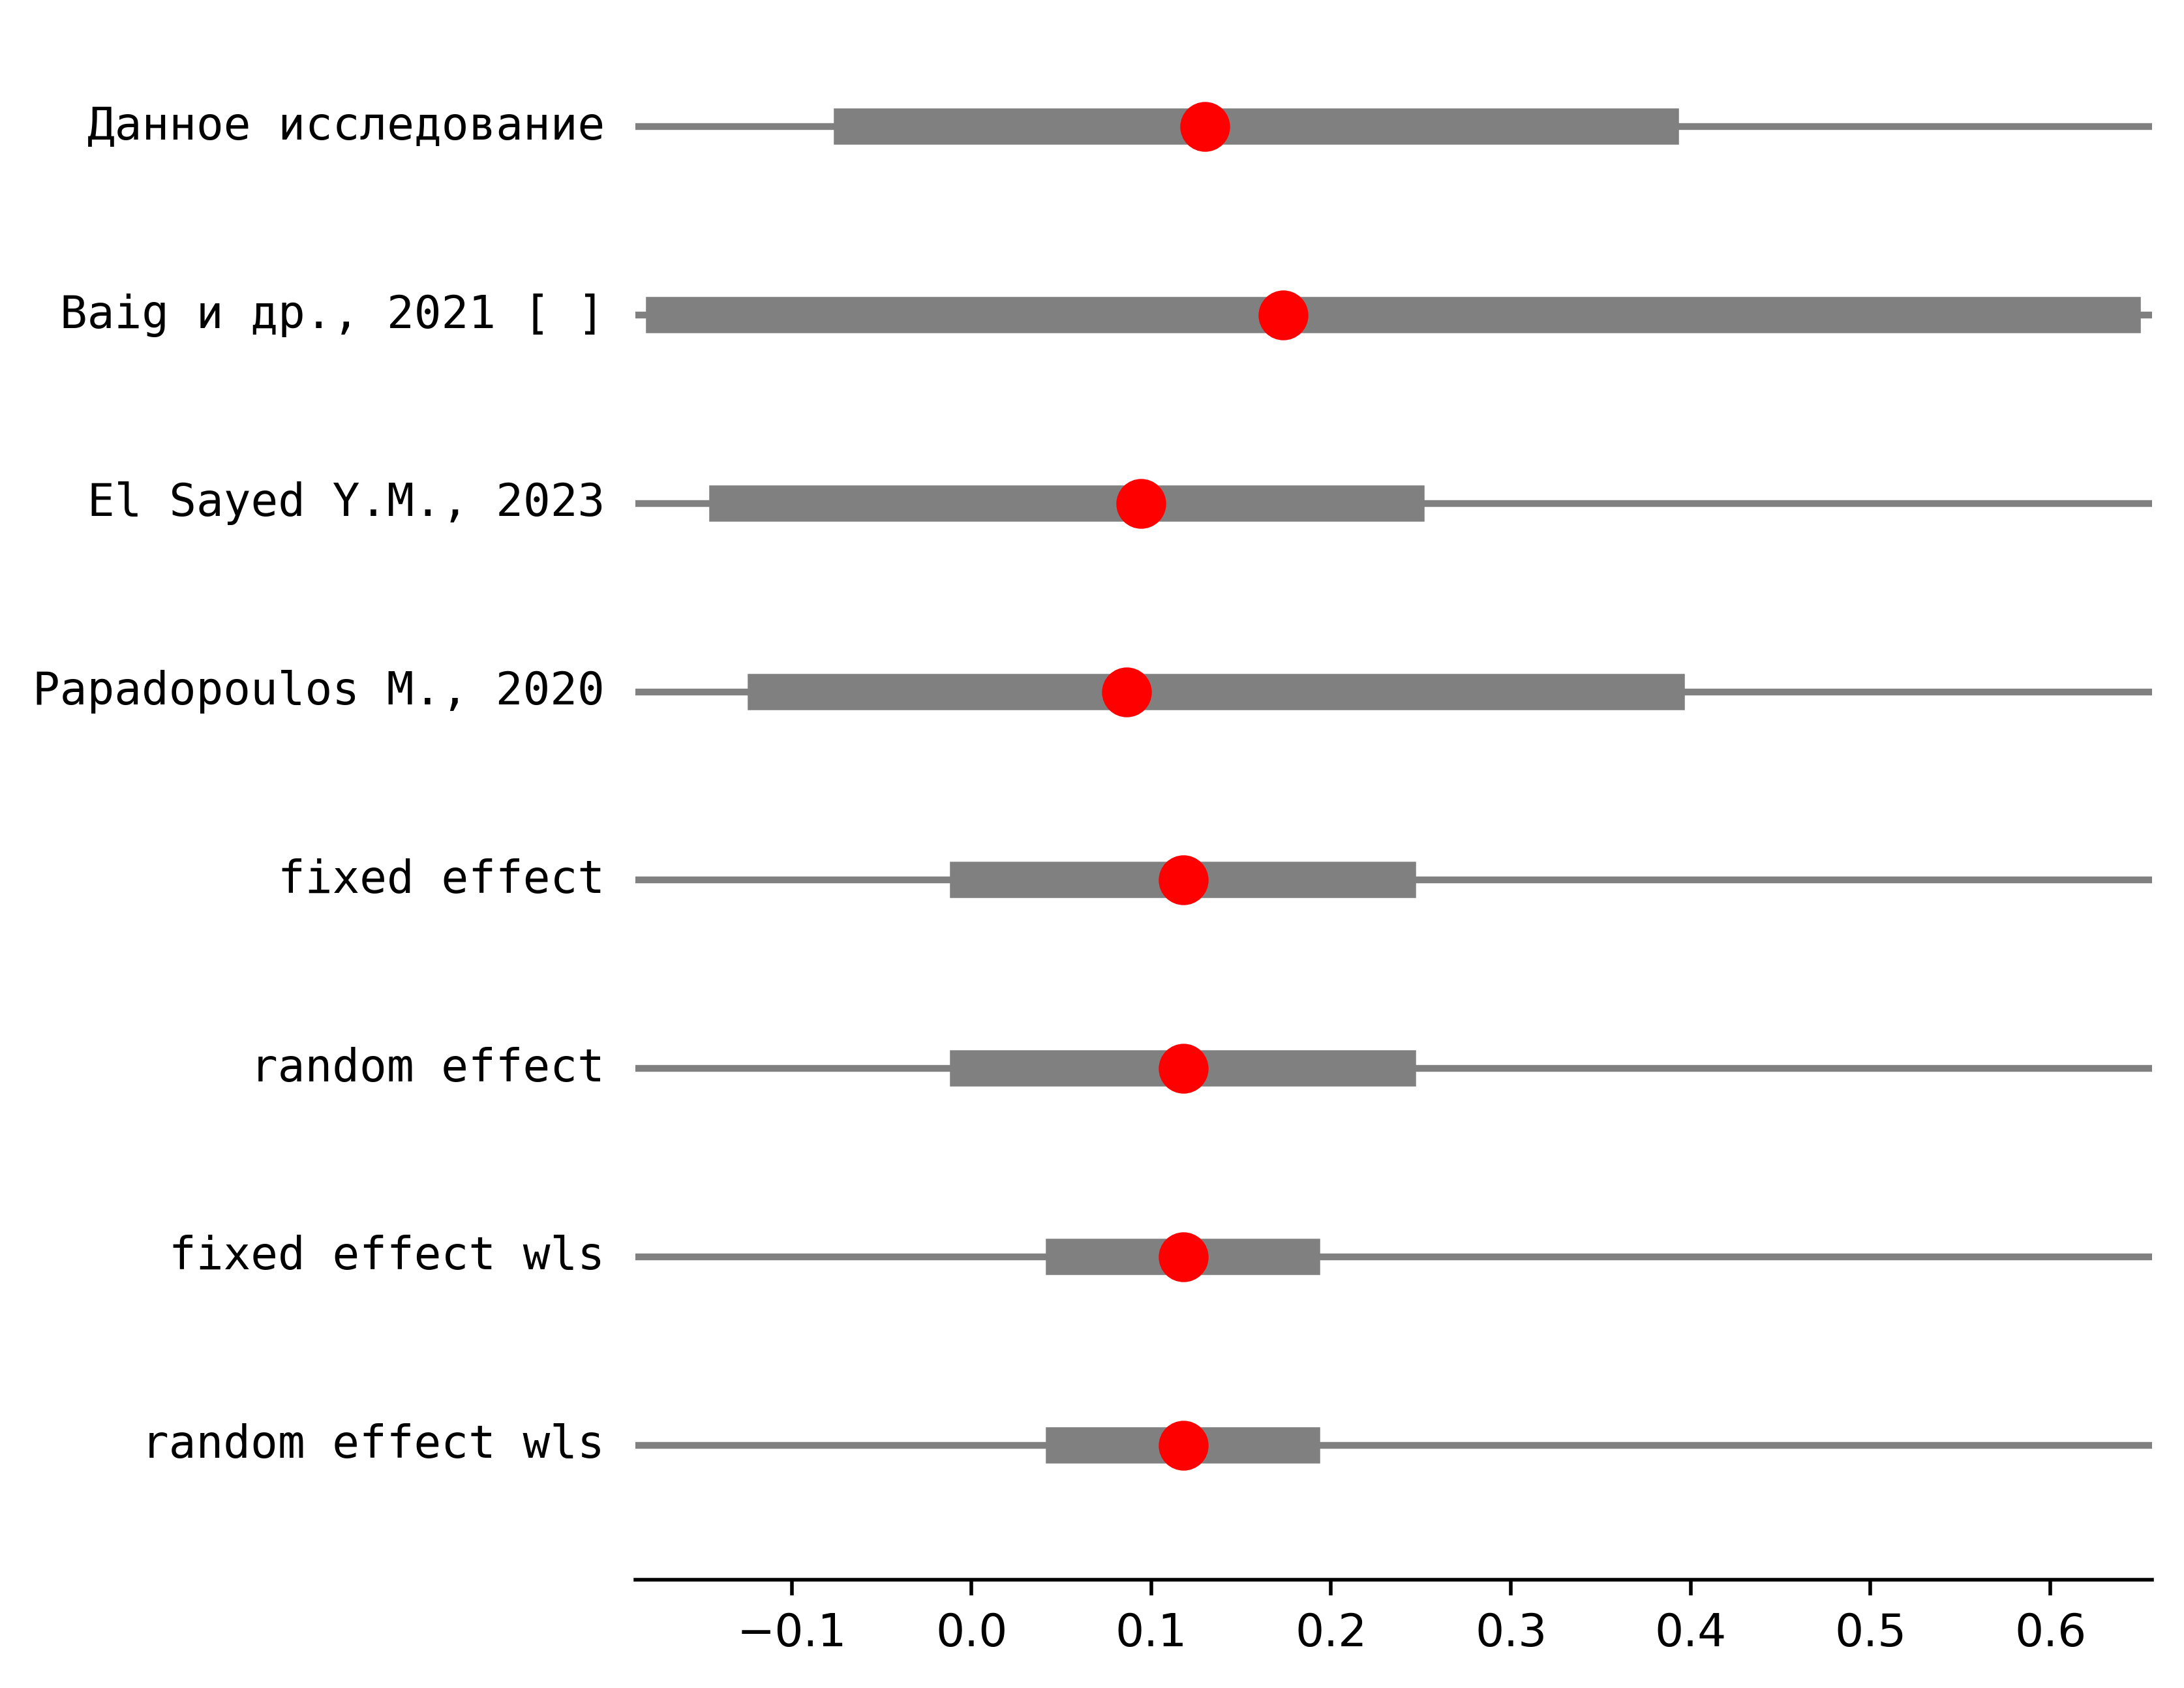 Данное исследование
Baig и др., 2021 [ ]
El Sayed Y.M., 2023
Papadopoulos M., 2020
fixed effect
random effect
fixed effect wls
random effect wls
−0.1 0.0 0.1 0.2 0.3 0.4 0.5 0.6